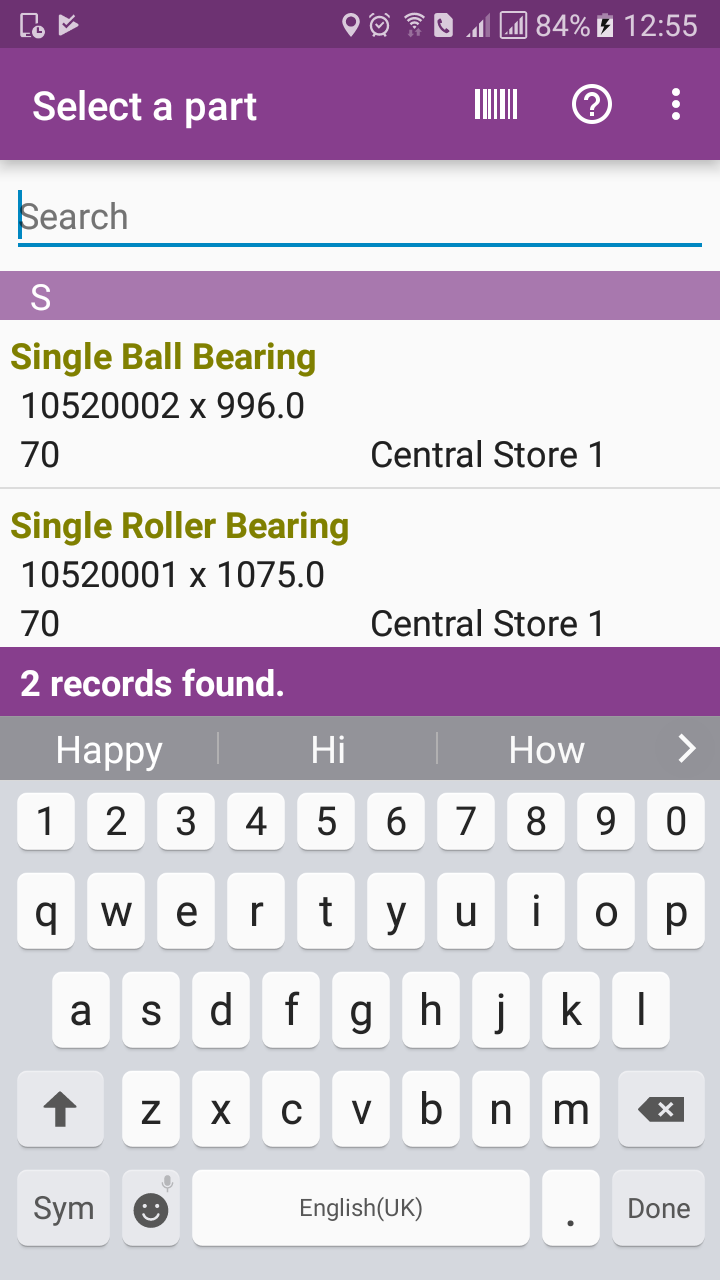 84% 12:55
Select a part
Search
S
Single Ball Bearing
10520002 x 996.0
70 Central Store 1
Single Roller Bearing
10520001 x 1075.0
70 Central Store 1
2 records found.
Happy Hi How
1 2 3 4 5 6 7 8 9 0
q w e r t y u i o p
a s d f g h j k l
z x c v b n m
Sym English(UK) . Done